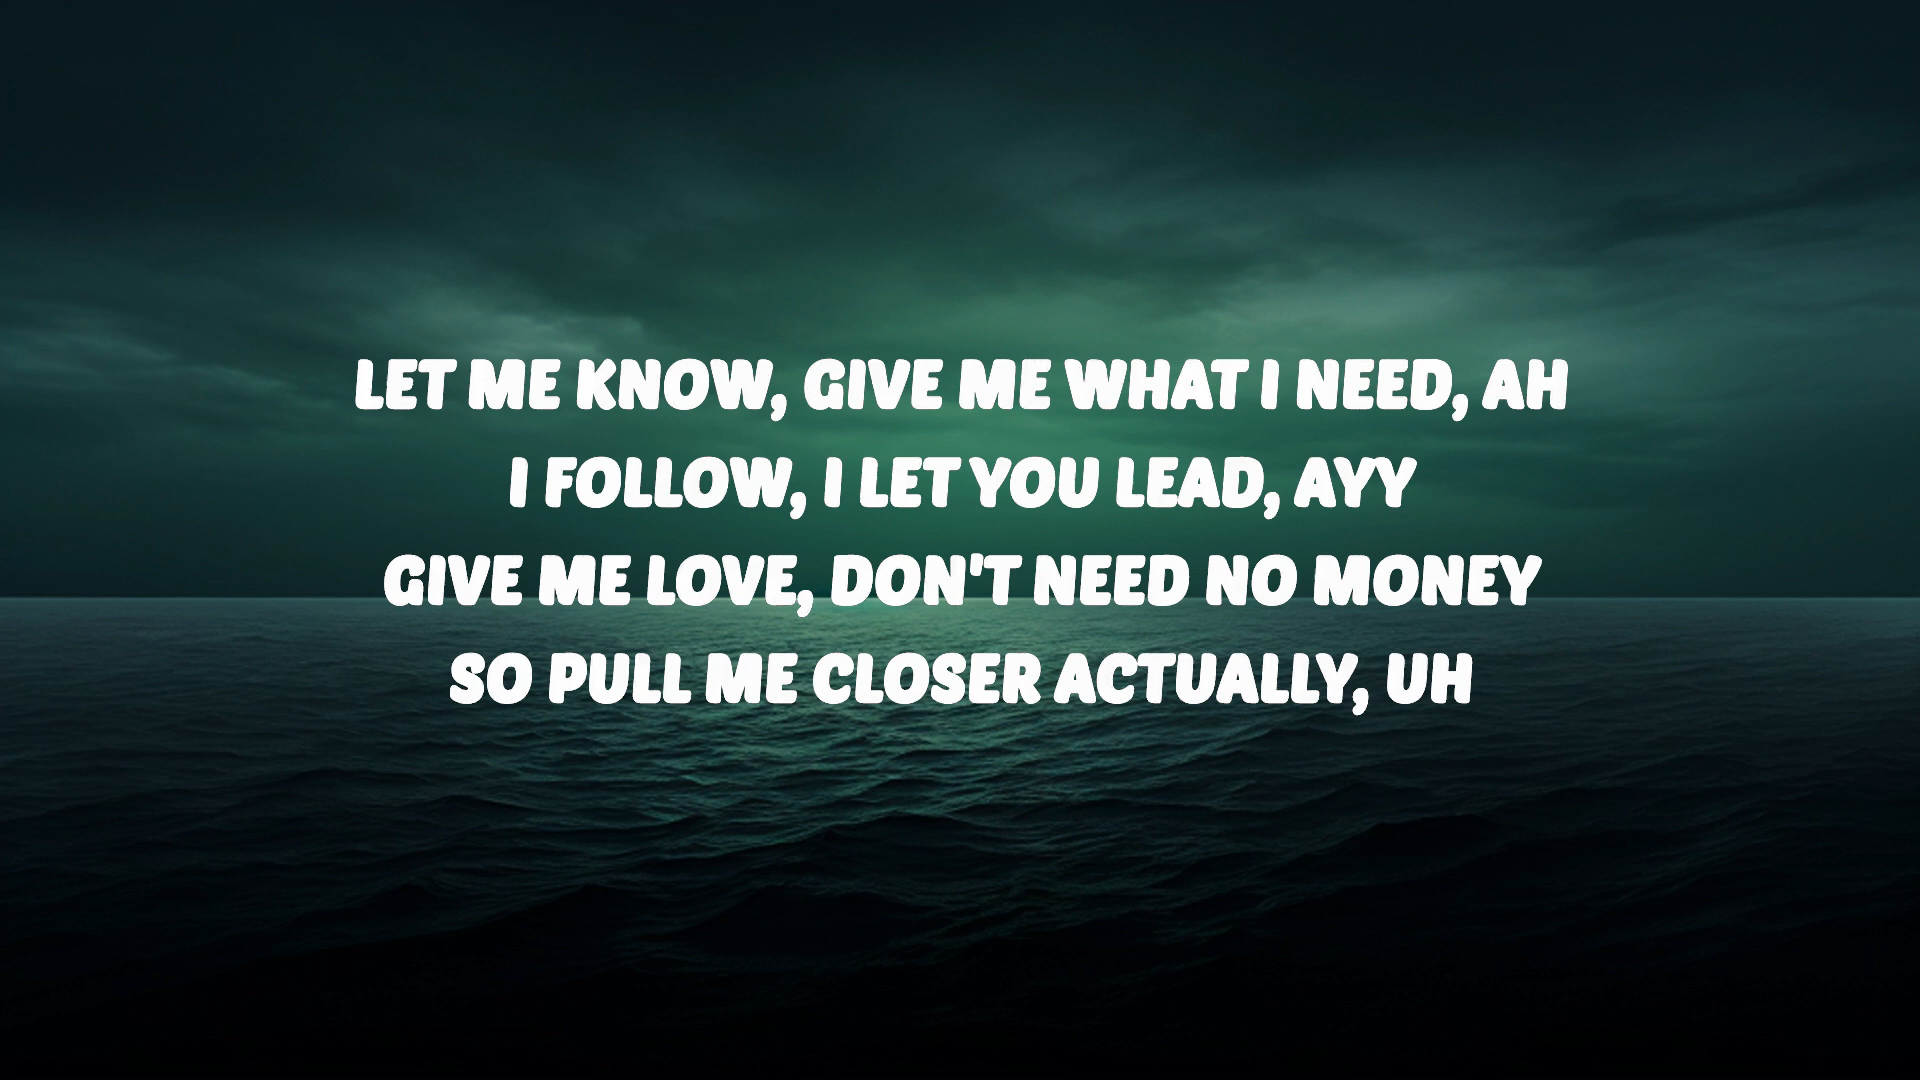 LET ME KNOW, GIVE ME WHAT I NEED, AH
I FOLLOW, I LET YOU LEAD, AYY
GIVE ME LOVE, DON'T NEED NO MONEY
SO PULL ME CLOSER ACTUALLY, UH